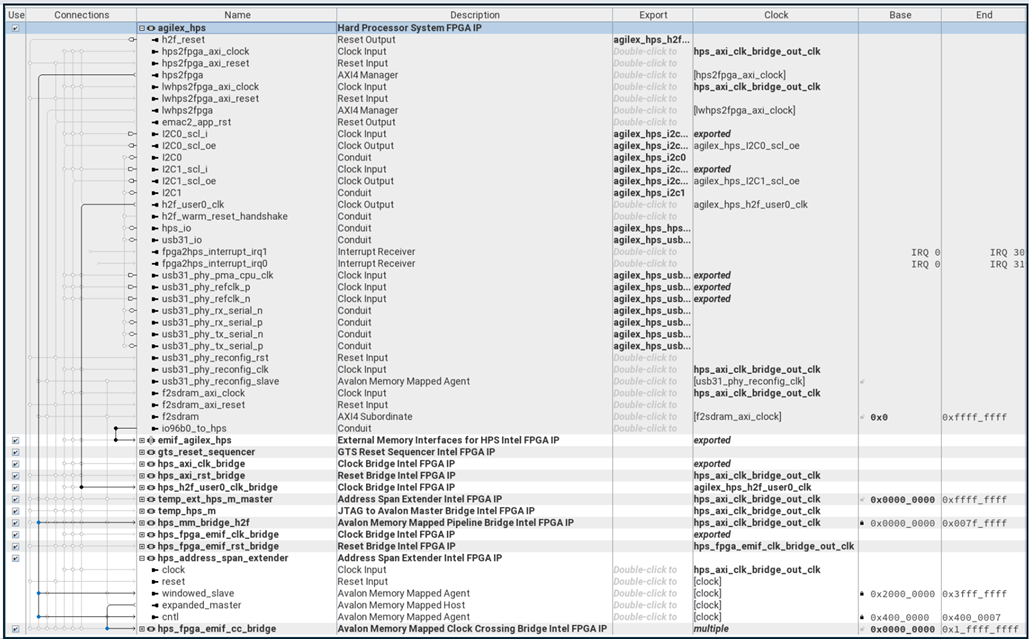 Use Connections Name Description Export Clock Base End
agilex_hps Hard Processor System FPGA IP
h2f_reset Reset Output agilex_hps_h2f...
hps2fpga_axi_clock Clock Input Double-click to hps_axi_clk_bridge_out_clk
hps2fpga_axi_reset Reset Input Double-click to
hps2fpga AXI4 Manager Double-click to [hps2fpga_axi_clock]
lwhps2fpga_axi_clock Clock Input Double-click to hps_axi_clk_bridge_out_clk
lwhps2fpga_axi_reset Reset Input Double-click to
lwhps2fpga AXI4 Manager Double-click to [lwhps2fpga_axi_clock]
emac2_app_rst Reset Output Double-click to
I2C0_scl_i Clock Input agilex_hps_i2c... exported
I2C0_scl_oe Clock Output agilex_hps_i2c... agilex_hps_I2C0_scl_oe
I2C0 Conduit agilex_hps_i2c0
I2C1_scl_i Clock Input agilex_hps_i2c... exported
I2C1_scl_oe Clock Output agilex_hps_i2c... agilex_hps_I2C1_scl_oe
I2C1 Conduit agilex_hps_i2c1
h2f_user0_clk Clock Output Double-click to agilex_hps_h2f_user0_clk
h2f_warm_reset_handshake Conduit Double-click to
hps_io Conduit agilex_hps_hps...
usb31_io Conduit agilex_hps_usb...
fpga2hps_interrupt_irq1 Interrupt Receiver Double-click to IRQ 0 IRQ 30
fpga2hps_interrupt_irq0 Interrupt Receiver Double-click to IRQ 0 IRQ 31
usb31_phy_pma_cpu_clk Clock Input agilex_hps_usb... exported
usb31_phy_refclk_p Clock Input agilex_hps_usb... exported
usb31_phy_refclk_n Clock Input agilex_hps_usb... exported
usb31_phy_rx_serial_n Conduit agilex_hps_usb...
usb31_phy_rx_serial_p Conduit agilex_hps_usb...
usb31_phy_tx_serial_n Conduit agilex_hps_usb...
usb31_phy_tx_serial_p Conduit agilex_hps_usb...
usb31_phy_reconfig_rst Reset Input Double-click to
usb31_phy_reconfig_clk Clock Input Double-click to hps_axi_clk_bridge_out_clk
usb31_phy_reconfig_slave Avalon Memory Mapped Agent Double-click to [usb31_phy_reconfig_clk]
f2sdram_axi_clock Clock Input Double-click to hps_axi_clk_bridge_out_clk
f2sdram_axi_reset Reset Input Double-click to
f2sdram AXI4 Subordinate Double-click to [f2sdram_axi_clock] 0x0 0xffff_ffff
io96b0_to_hps Conduit Double-click to
emif_agilex_hps External Memory Interfaces for HPS Intel FPGA IP exported
gts_reset_sequencer GTS Reset Sequencer Intel FPGA IP
hps_axi_clk_bridge Clock Bridge Intel FPGA IP exported
hps_axi_rst_bridge Reset Bridge Intel FPGA IP hps_axi_clk_bridge_out_clk
hps_h2f_user0_clk_bridge Clock Bridge Intel FPGA IP agilex_hps_h2f_user0_clk
temp_ext_hps_m_master Address Span Extender Intel FPGA IP hps_axi_clk_bridge_out_clk 0x0000_0000 0xffff_ffff
temp_hps_m JTAG to Avalon Master Bridge Intel FPGA IP hps_axi_clk_bridge_out_clk
hps_mm_bridge_h2f Avalon Memory Mapped Pipeline Bridge Intel FPGA IP hps_axi_clk_bridge_out_clk 0x0000_0000 0x007f_ffff
hps_fpga_emif_clk_bridge Clock Bridge Intel FPGA IP exported
hps_fpga_emif_rst_bridge Reset Bridge Intel FPGA IP hps_fpga_emif_clk_bridge_out_clk
hps_address_span_extender Address Span Extender Intel FPGA IP
clock Clock Input Double-click to hps_axi_clk_bridge_out_clk
reset Reset Input Double-click to [clock]
windowed_slave Avalon Memory Mapped Agent Double-click to [clock] 0x2000_0000 0x3fff_ffff
expanded_master Avalon Memory Mapped Host Double-click to [clock]
cntl Avalon Memory Mapped Agent Double-click to [clock] 0x400_0000 0x400_0007
hps_fpga_emif_cc_bridge Avalon Memory Mapped Clock Crossing Bridge Intel FPGA IP multiple 0x0000_0000 0x1_ffff_ffff